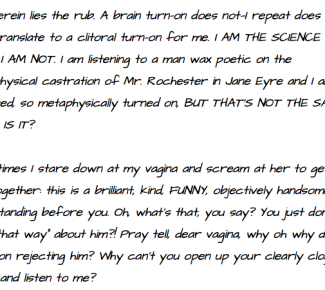 erein lies the rub. A brain turn-on does not-I repeat does
ranslate to a clitoral turn-on for me. I AM THE SCIENCE
I AM NOT. I am listening to a man wax poetic on the
hysical castration of Mr. Rochester in Jane Eyre and I a
ed, so metaphysically turned on, BUT THAT'S NOT THE SA
IS IT?
times I stare down at my vagina and scream at her to ge
ogether: this is a brilliant, kind, FUNNY, objectively handsom
tanding before you. Oh, what's that, you say? You just don
that way" about him?! Pray tell, dear vagina, why oh why d
on rejecting him? Why can't you open up your clearly clo
and listen to me?